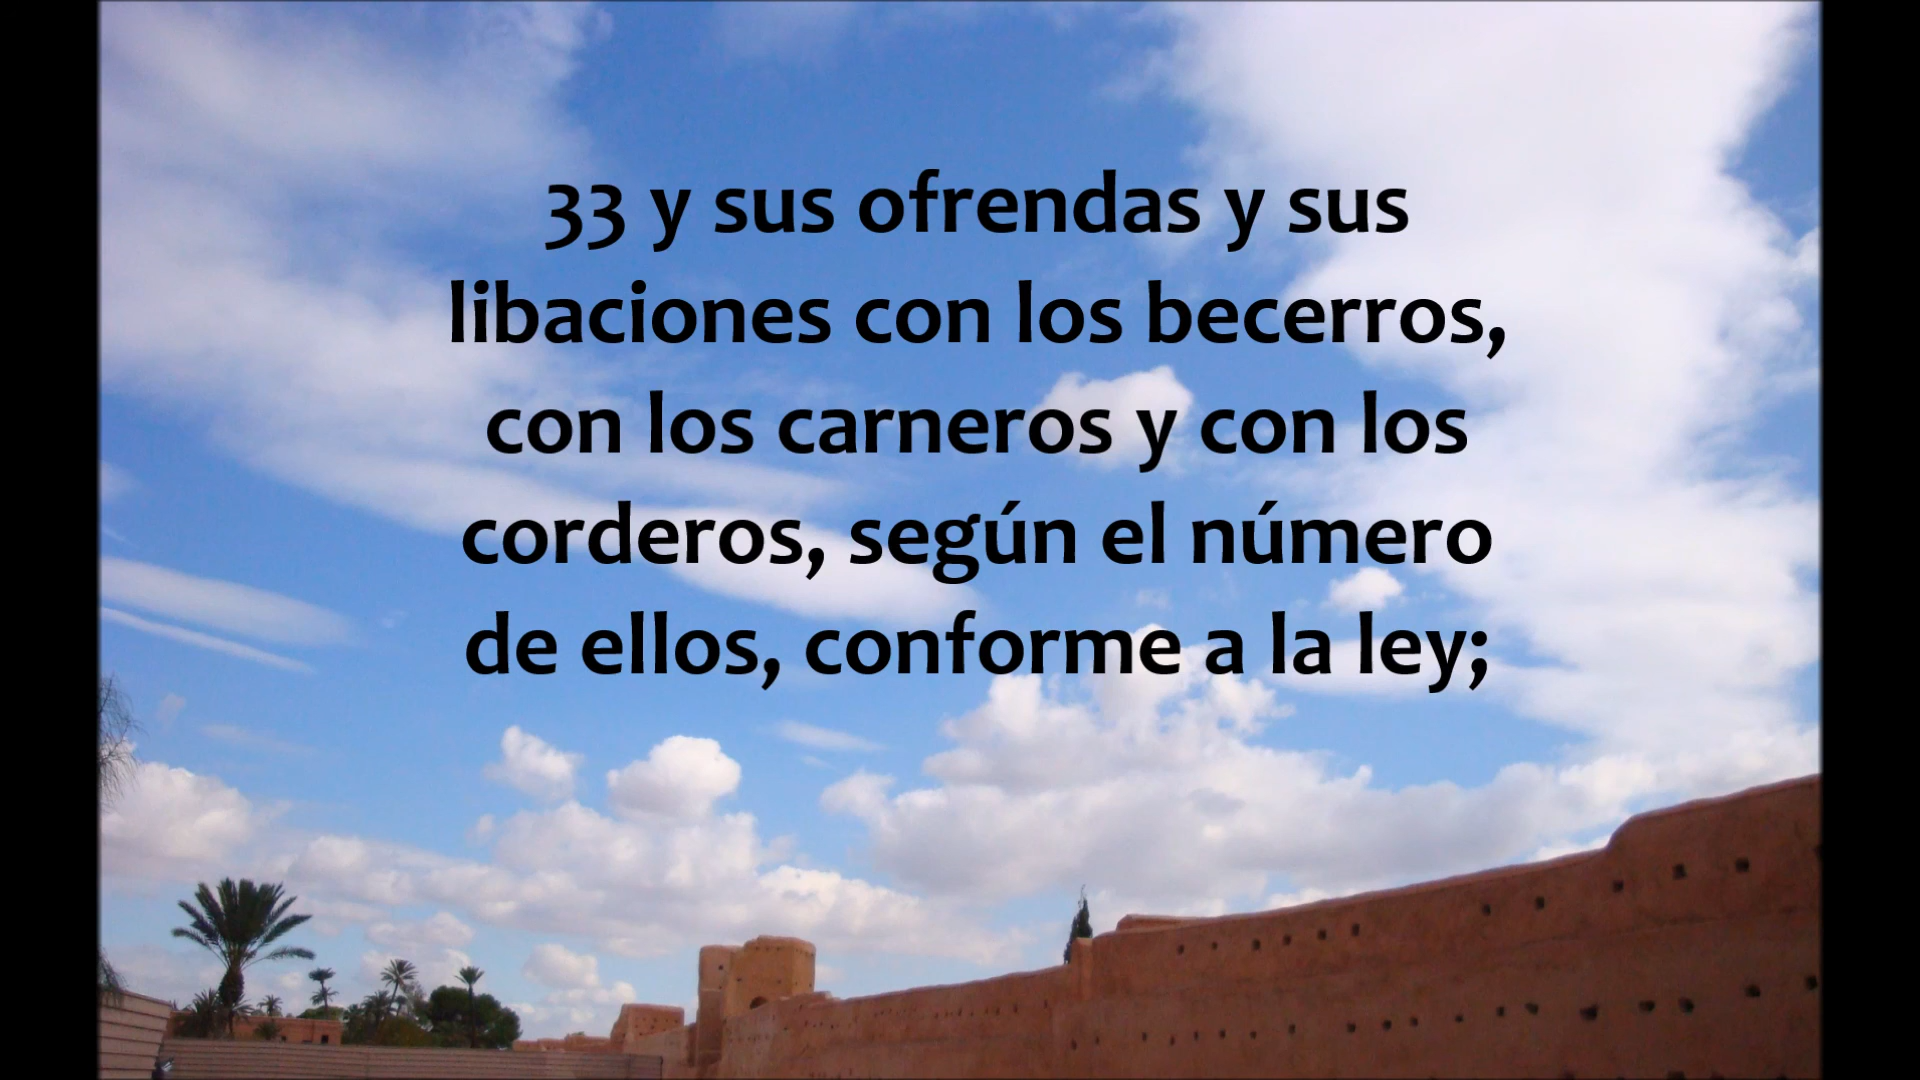 33 y sus ofrendas y sus
libaciones con los becerros,
con los carneros y con los
corderos, según el número
de ellos, conforme a la ley;